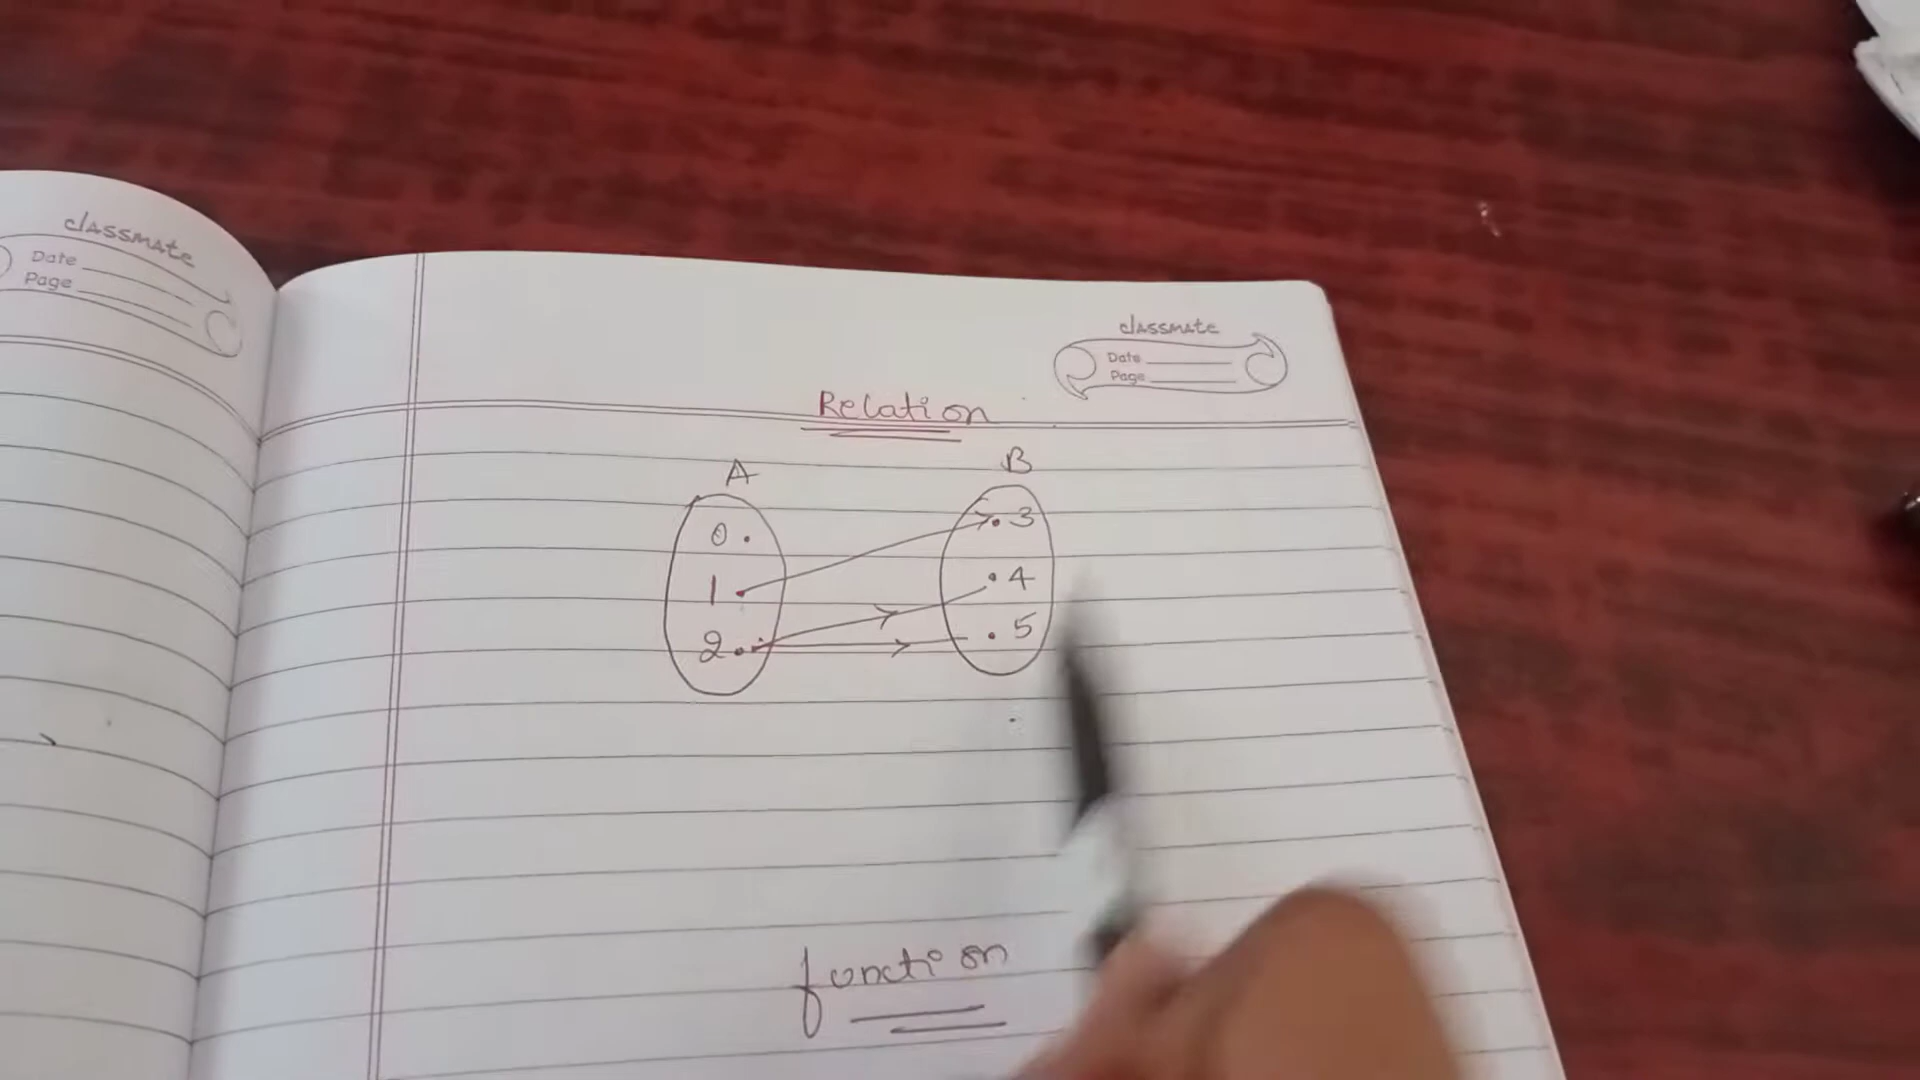 classmate
Date
Page
classmate
Date
Page
Relation
A B
0 3
1 4
2 5
function